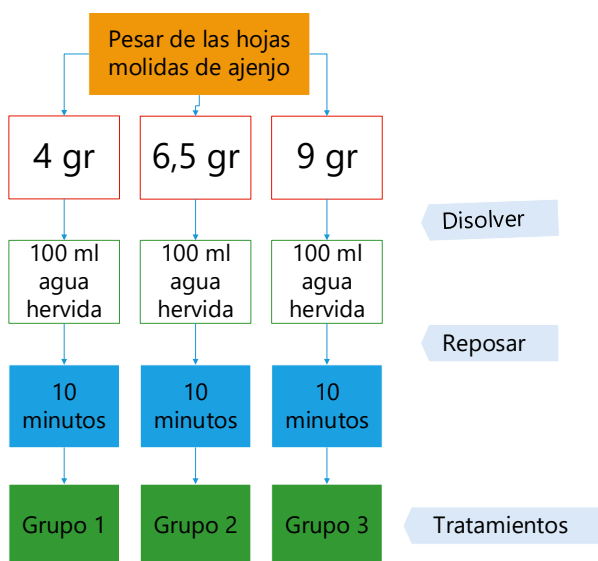 Pesar de las hojas
molidas de ajenjo
4 gr
6,5 gr
9 gr
Disolver
100 ml
agua
hervida
100 ml
agua
hervida
100 ml
agua
hervida
Reposar
10
minutos
10
minutos
10
minutos
Grupo 1
Grupo 2
Grupo 3
Tratamientos